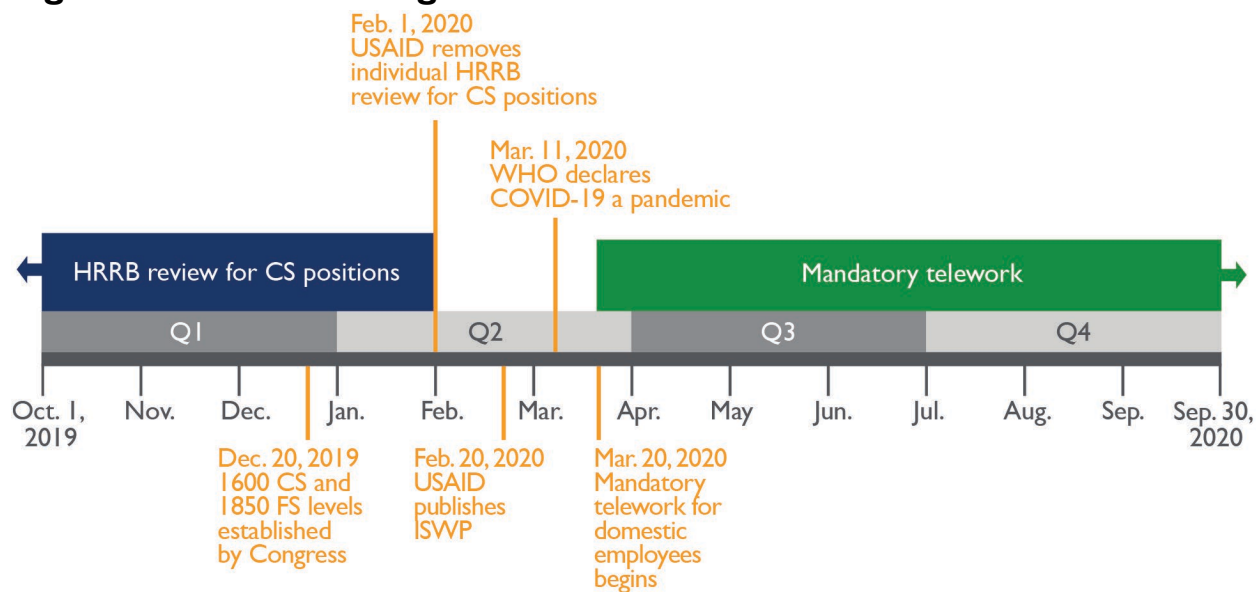 Feb. 1, 2020
USAID removes
individual HRRB
review for CS positions
Mar. 11, 2020
WHO declares
COVID-19 a pandemic
HRRB review for CS positions
Mandatory telework
Q1
Q2
Q3
Q4
Oct. 1,
2019
Nov.
Dec.
Jan.
Feb.
Mar.
Apr.
May
Jun.
Jul.
Aug.
Sep.
Sep. 30,
2020
Dec. 20, 2019
1600 CS and
1850 FS levels
established
by Congress
Feb. 20, 2020
USAID
publishes
ISWP
Mar. 20, 2020
Mandatory
telework for
domestic
employees
begins